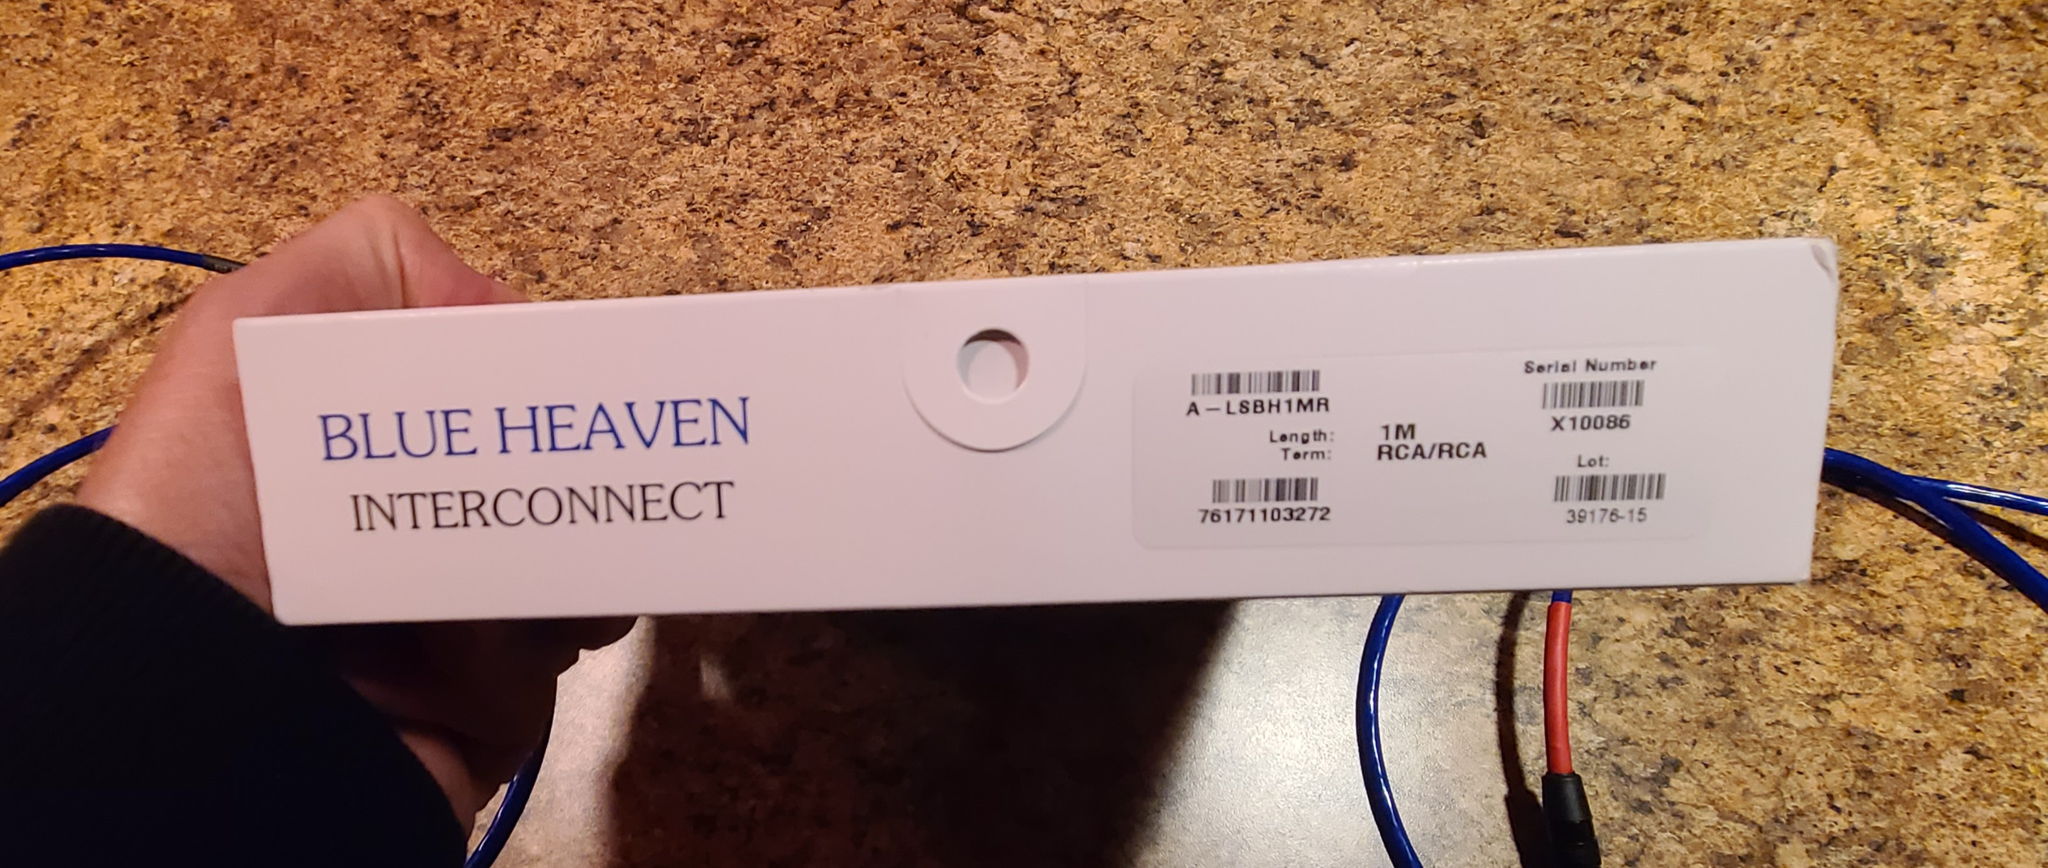 BLUE HEAVEN
INTERCONNECT
A-LSBH1MR
Length: 1M
Term: RCA/RCA
76171103272
Serial Number
X10086
Lot:
39176-15